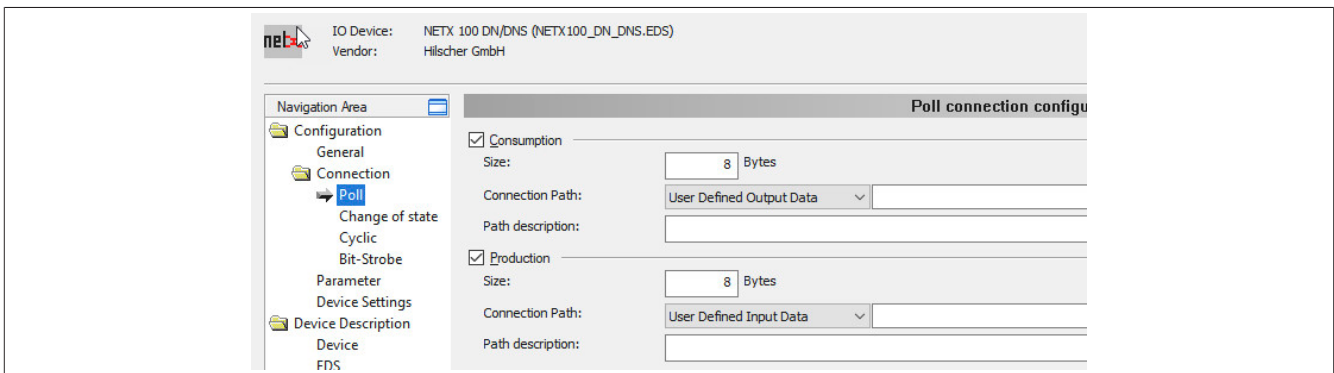 netx
IO Device: NETX 100 DN/DNS (NETX100_DN_DNS.EDS)
Vendor: Hilscher GmbH
Navigation Area
Poll connection configu
Configuration
General
Connection
Poll
Change of state
Cyclic
Bit-Strobe
Parameter
Device Settings
Device Description
Device
EDS
Consumption
Size: 8 Bytes
Connection Path: User Defined Output Data
Path description:
Production
Size: 8 Bytes
Connection Path: User Defined Input Data
Path description: